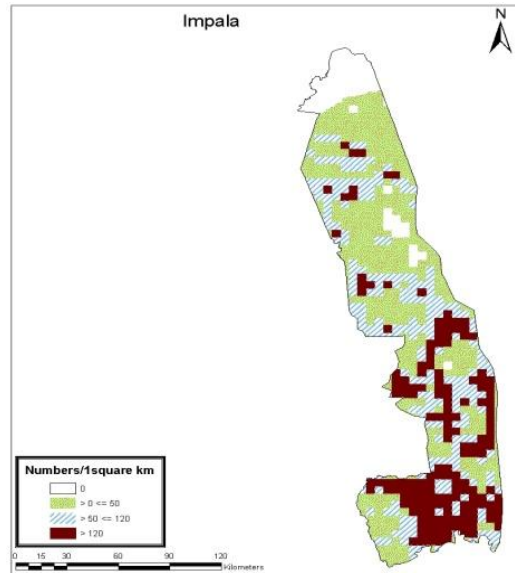 Impala
N
Numbers/1square km
0
> 0 <= 50
> 50 <= 120
> 120
0 15 30 60 90 120
Kilometers